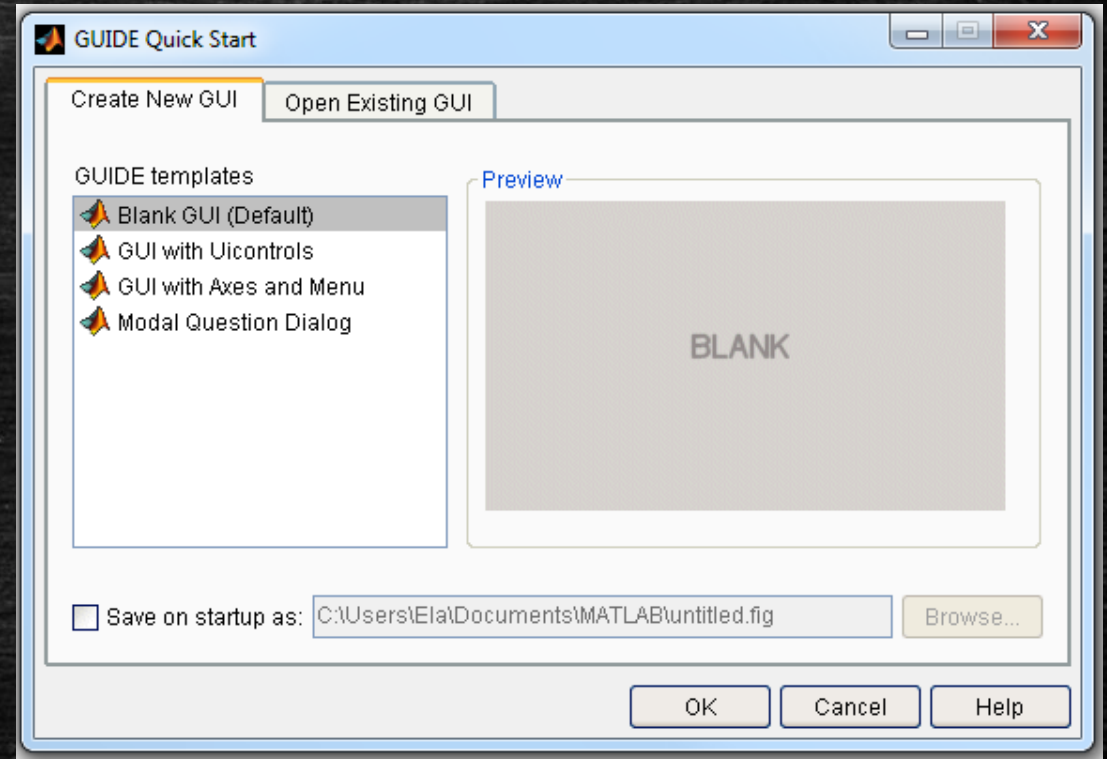 GUIDE Quick Start
Create New GUI
Open Existing GUI
GUIDE templates
Blank GUI (Default)
GUI with Uicontrols
GUI with Axes and Menu
Modal Question Dialog
Preview
BLANK
Save on startup as: C:\Users\Ela\Documents\MATLAB\untitled.fig Browse...
OK Cancel Help